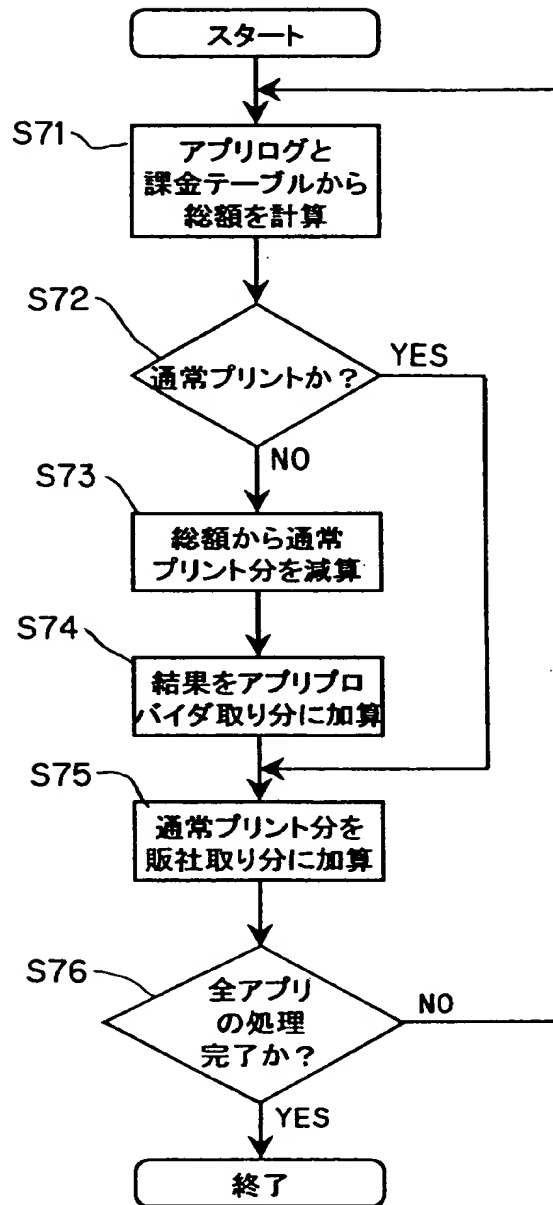 スタート
S71
アプリログと
課金テーブルから
総額を計算
S72
通常プリントか?
YES
NO
S73
総額から通常
プリント分を減算
S74
結果をアプリプロ
バイダ取り分に加算
S75
通常プリント分を
販社取り分に加算
S76
全アプリ
の処理
完了か?
NO
YES
終了